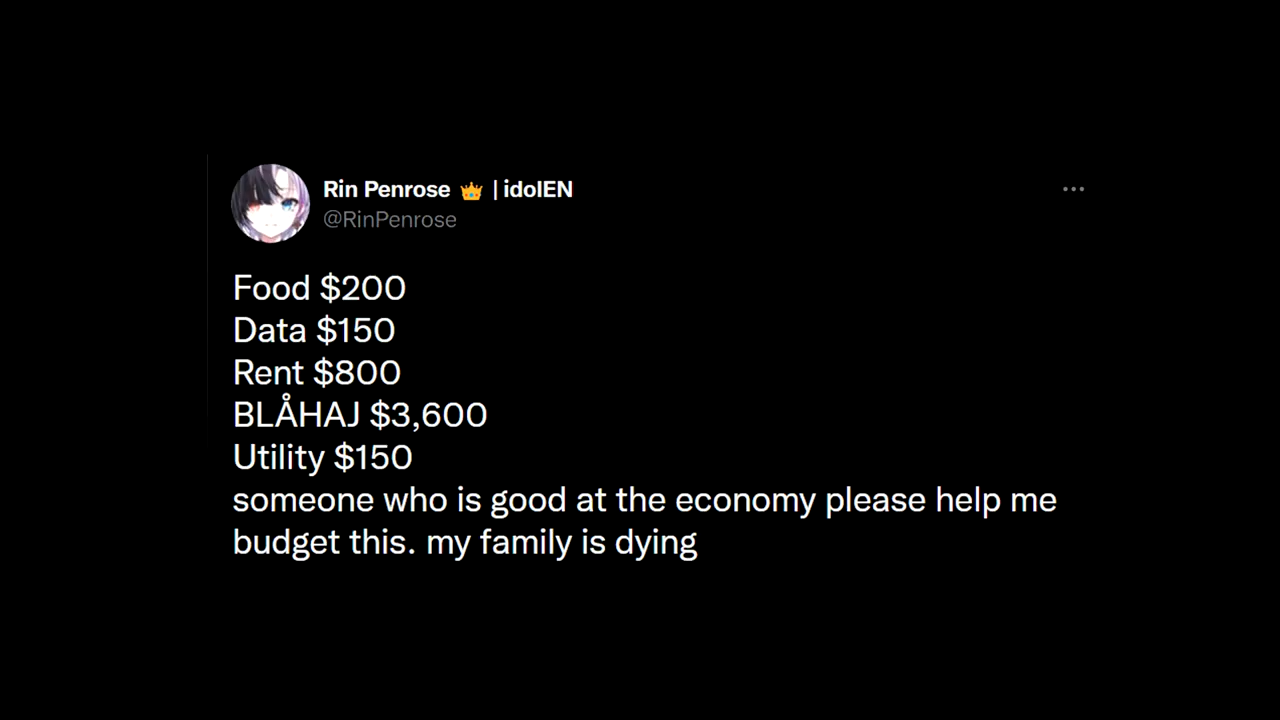 Rin Penrose 👑 | idolEN
@RinPenrose
Food $200
Data $150
Rent $800
BLÅHAJ $3,600
Utility $150
someone who is good at the economy please help me
budget this. my family is dying